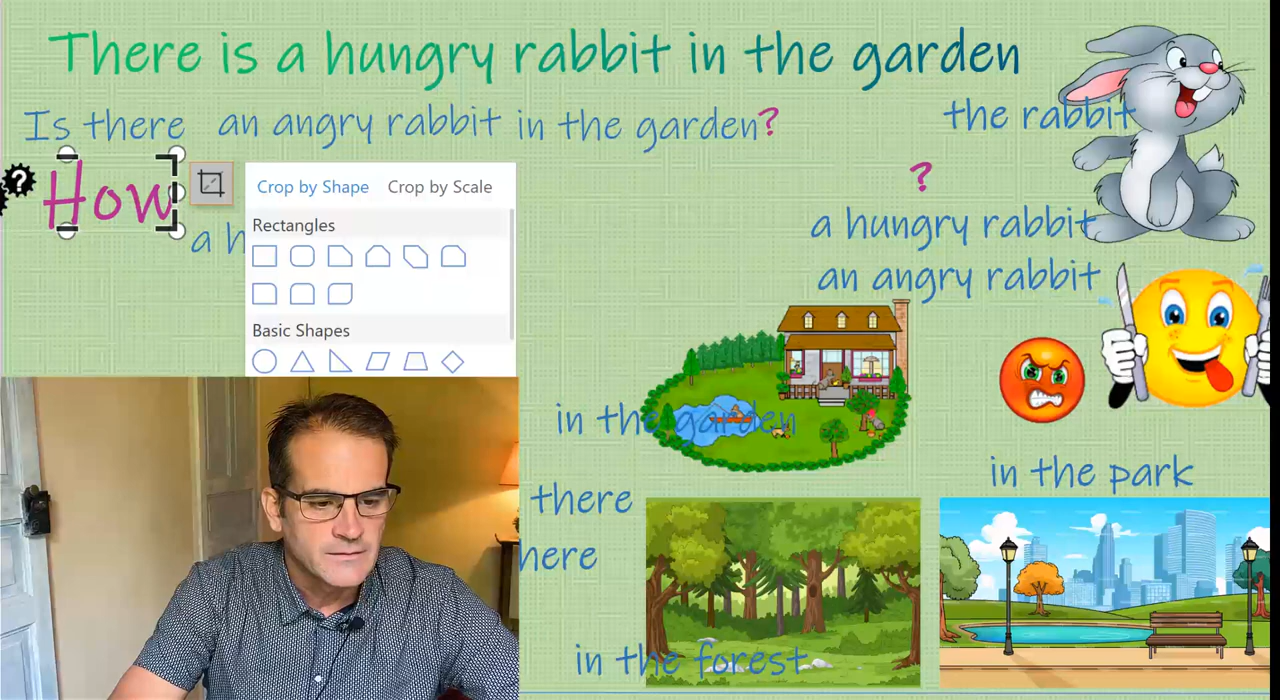 There is a hungry rabbit in the garden
Is there an angry rabbit in the garden?
the rabbit
?
How
?
Crop by Shape Crop by Scale
Rectangles
a h
a hungry rabbit
an angry rabbit
Basic Shapes
in the garden
in the park
there
here
in the forest